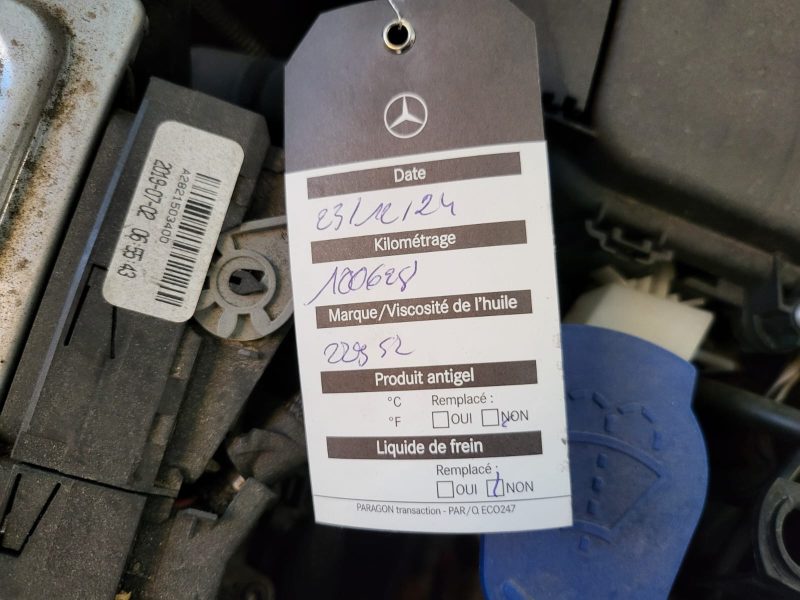 Date
23/12/24
Kilométrage
100628
Marque/Viscosité de l'huile
229 52
Produit antigel
°C Remplacé :
°F OUI NON
Liquide de frein
Remplacé :
OUI NON
PARAGON transaction - PAR/O, ECO247
A2821503400
2019-07-02 06:55:43